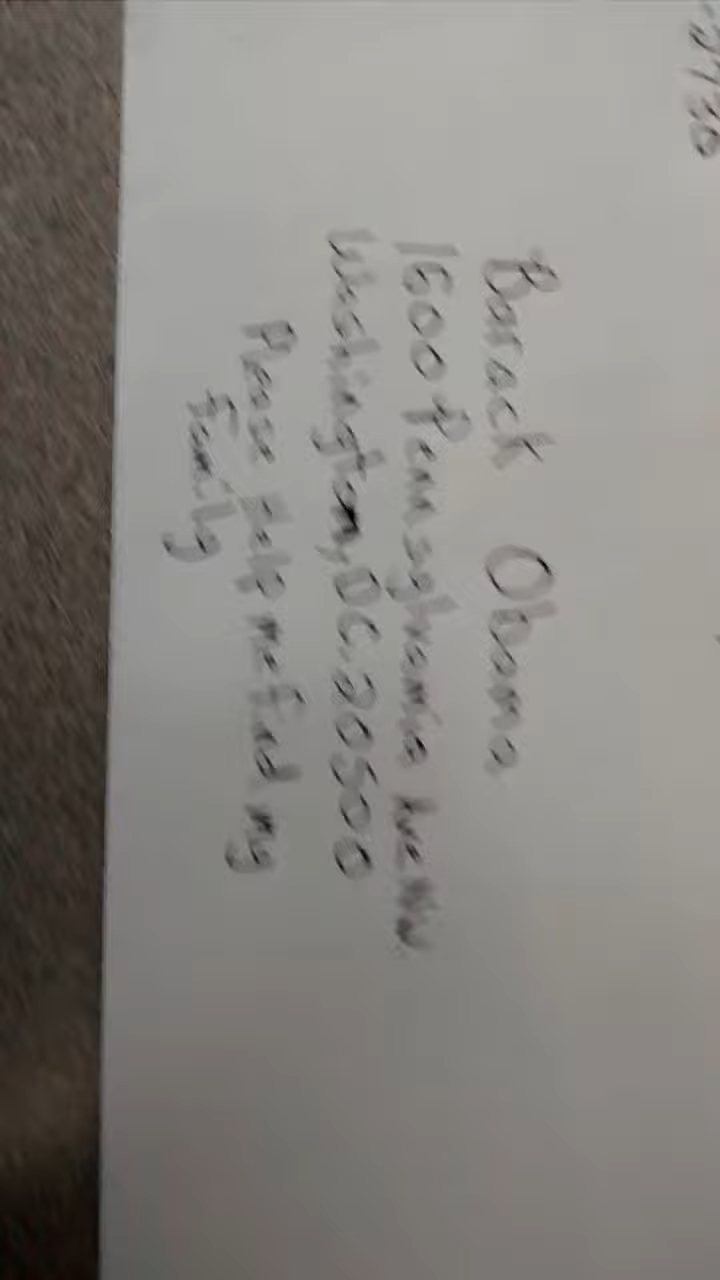 Barack Obama
1600 Pennsylvania Ave NW
Washington, DC. 20500
Please Help me find my
Family